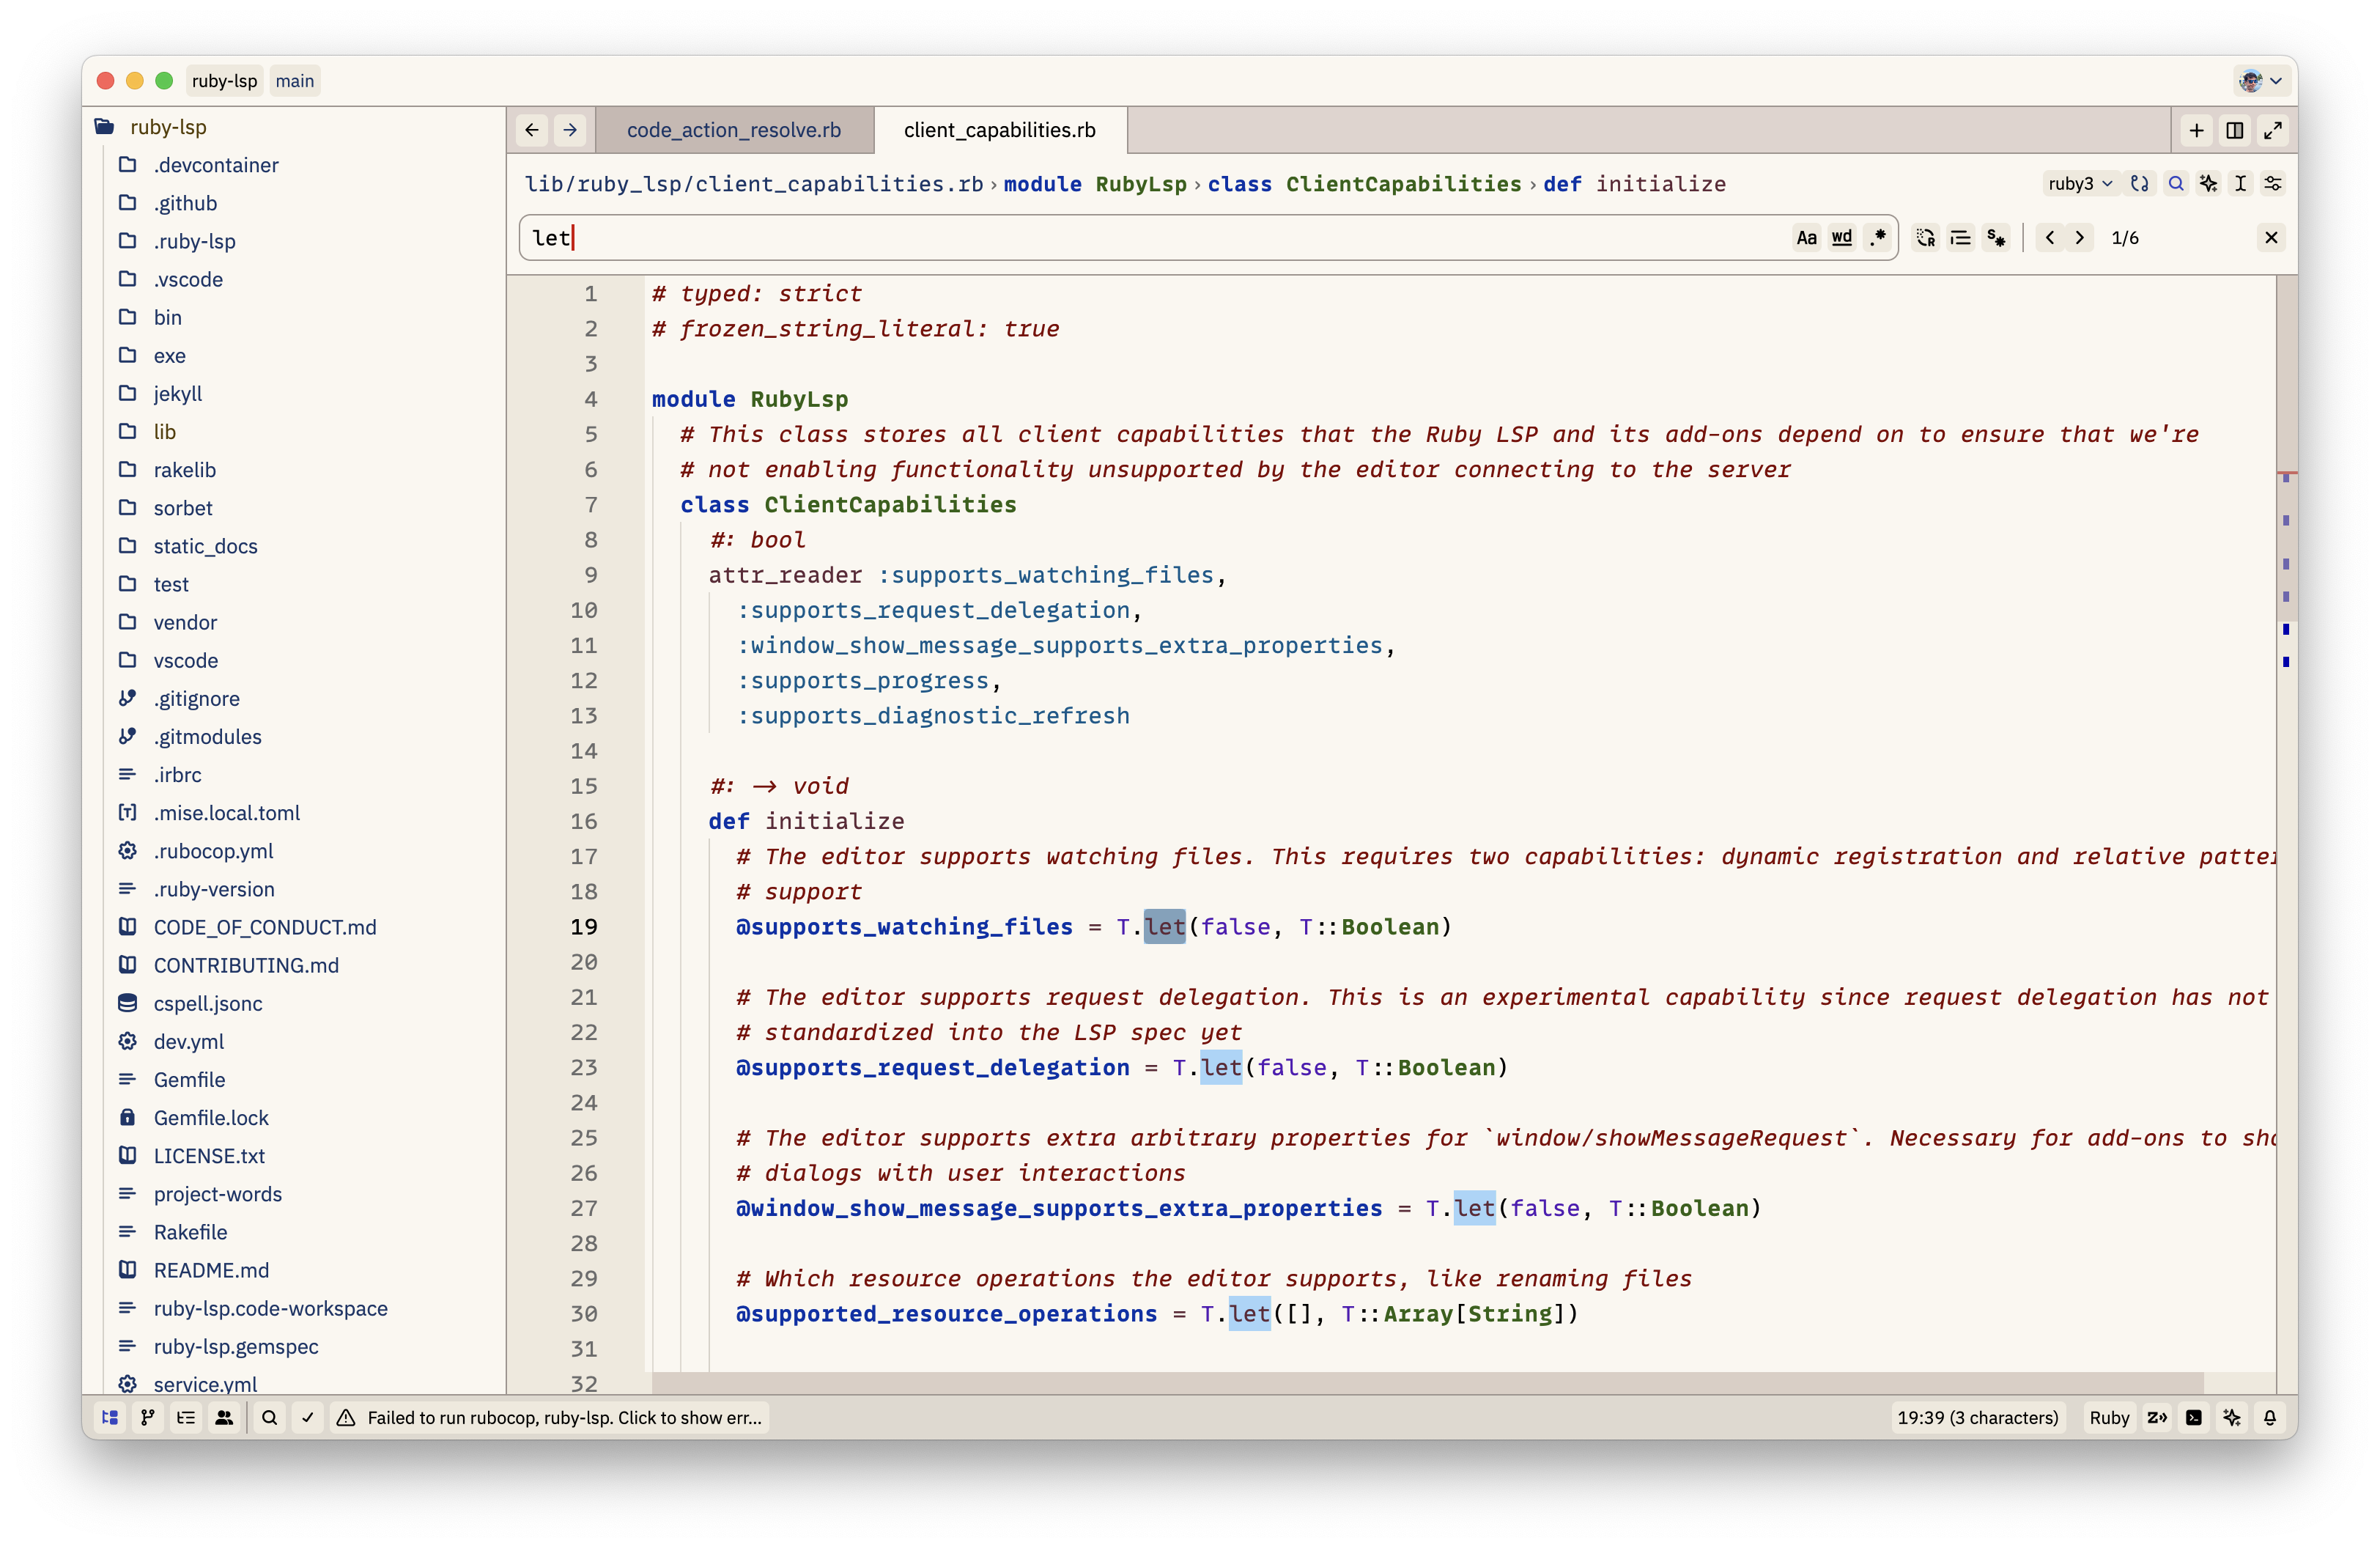 ruby-lsp main
ruby-lsp
.devcontainer
.github
.ruby-lsp
.vscode
bin
exe
jekyll
lib
rakelib
sorbet
static_docs
test
vendor
vscode
.gitignore
.gitmodules
.irbrc
.mise.local.toml
.rubocop.yml
.ruby-version
CODE_OF_CONDUCT.md
CONTRIBUTING.md
cspell.jsonc
dev.yml
Gemfile
Gemfile.lock
LICENSE.txt
project-words
Rakefile
README.md
ruby-lsp.code-workspace
ruby-lsp.gemspec
service.yml
code_action_resolve.rb client_capabilities.rb
lib/ruby_lsp/client_capabilities.rb › module RubyLsp › class ClientCapabilities › def initialize ruby3
let Aa wd .* 1/6
1 # typed: strict
2 # frozen_string_literal: true
3
4 module RubyLsp
5 # This class stores all client capabilities that the Ruby LSP and its add-ons depend on to ensure that we're
6 # not enabling functionality unsupported by the editor connecting to the server
7 class ClientCapabilities
8 #: bool
9 attr_reader :supports_watching_files,
10 :supports_request_delegation,
11 :window_show_message_supports_extra_properties,
12 :supports_progress,
13 :supports_diagnostic_refresh
14
15 #: -> void
16 def initialize
17 # The editor supports watching files. This requires two capabilities: dynamic registration and relative patte
18 # support
19 @supports_watching_files = T.let(false, T::Boolean)
20
21 # The editor supports request delegation. This is an experimental capability since request delegation has not
22 # standardized into the LSP spec yet
23 @supports_request_delegation = T.let(false, T::Boolean)
24
25 # The editor supports extra arbitrary properties for `window/showMessageRequest`. Necessary for add-ons to sh
26 # dialogs with user interactions
27 @window_show_message_supports_extra_properties = T.let(false, T::Boolean)
28
29 # Which resource operations the editor supports, like renaming files
30 @supported_resource_operations = T.let([], T::Array[String])
31
32
Failed to run rubocop, ruby-lsp. Click to show err... 19:39 (3 characters) Ruby